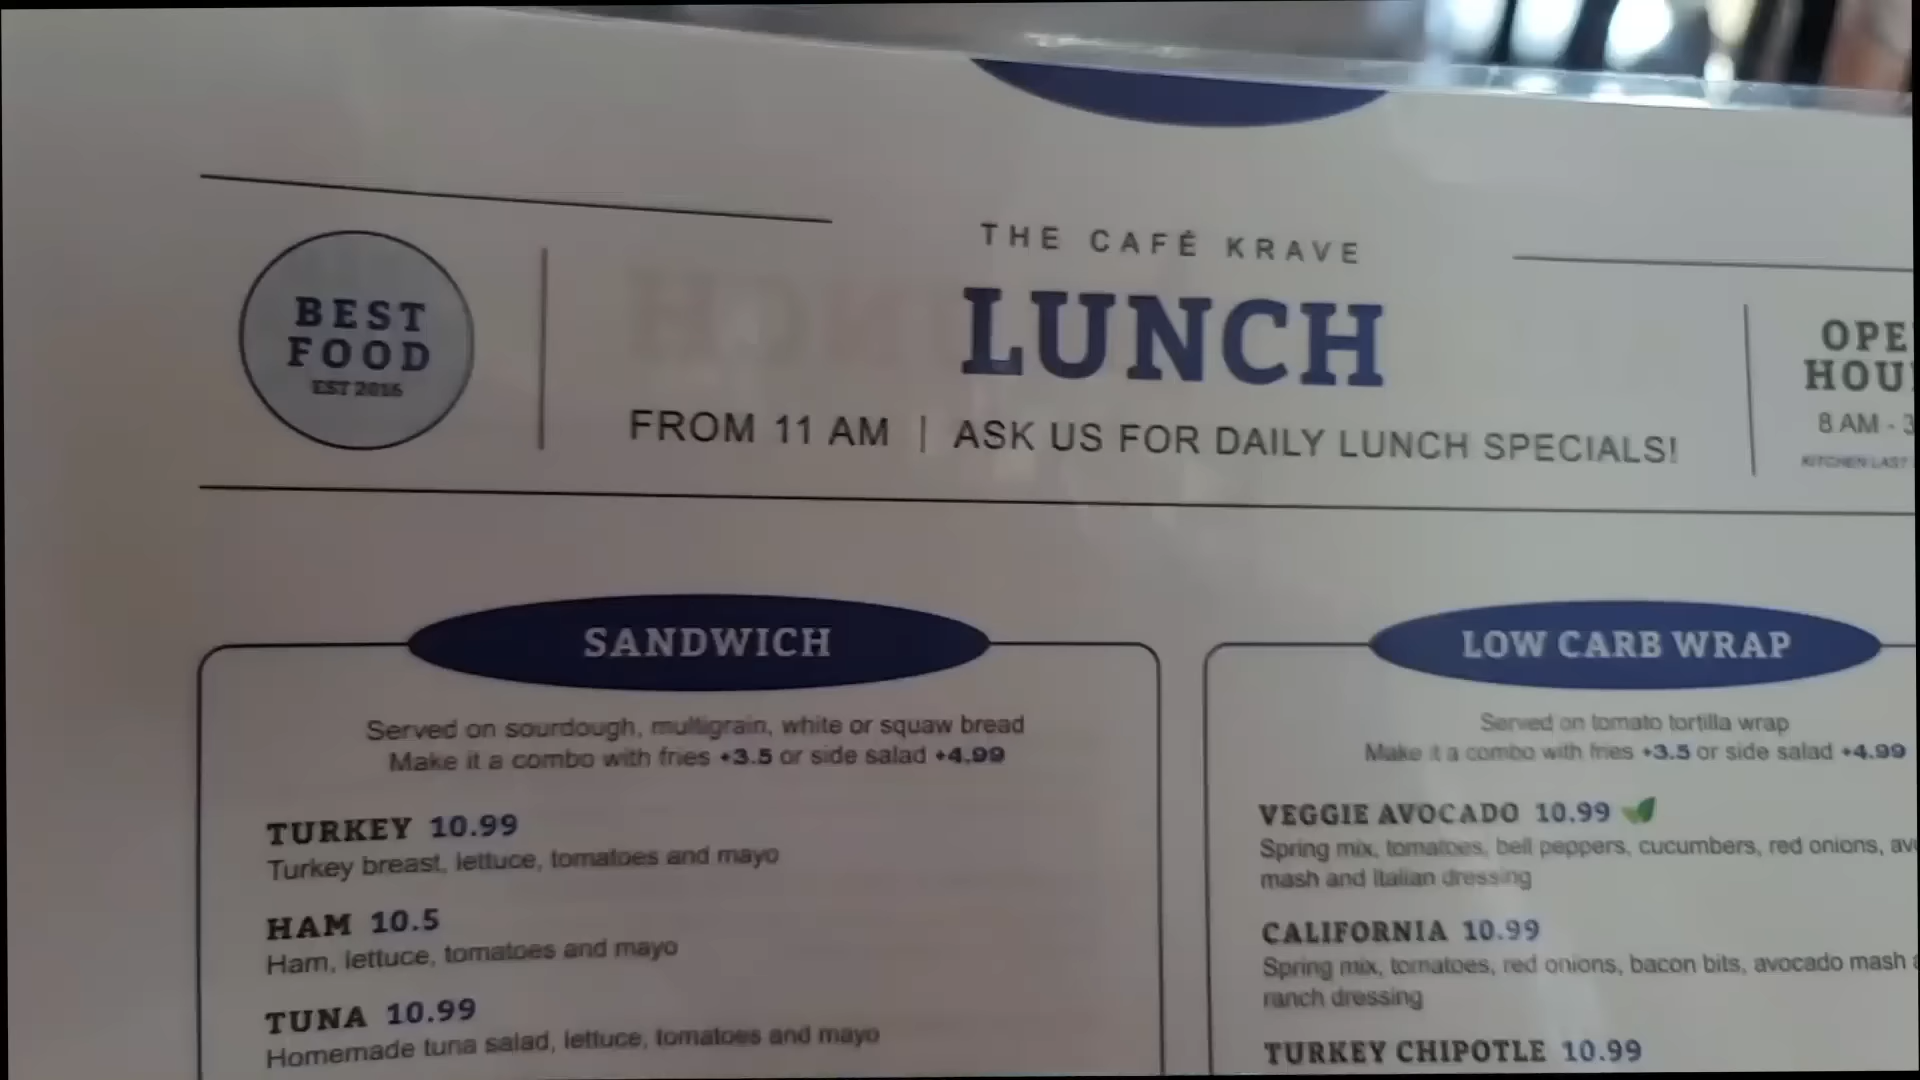 THE CAFÉ KRAVE
BEST
FOOD
EST 2016
LUNCH
FROM 11 AM | ASK US FOR DAILY LUNCH SPECIALS!
8 AM -
KITCHEN LAST
SANDWICH
Served on sourdough, multigrain, white or squaw bread
Make it a combo with fries +3.5 or side salad +4.99
TURKEY 10.99
Turkey breast, lettuce, tomatoes and mayo
HAM 10.5
Ham, lettuce, tomatoes and mayo
TUNA 10.99
Homemade tuna salad, lettuce, tomatoes and mayo
LOW CARB WRAP
Served on tomato tortilla wrap
Make it a combo with fries +3.5 or side salad +4.99
VEGGIE AVOCADO 10.99
Spring mix, tomatoes, bell peppers, cucumbers, red onions,
mash and Italian dressing
CALIFORNIA 10.99
Spring mix, tomatoes, red onions, bacon bits, avocado mash
ranch dressing
TURKEY CHIPOTLE 10.99